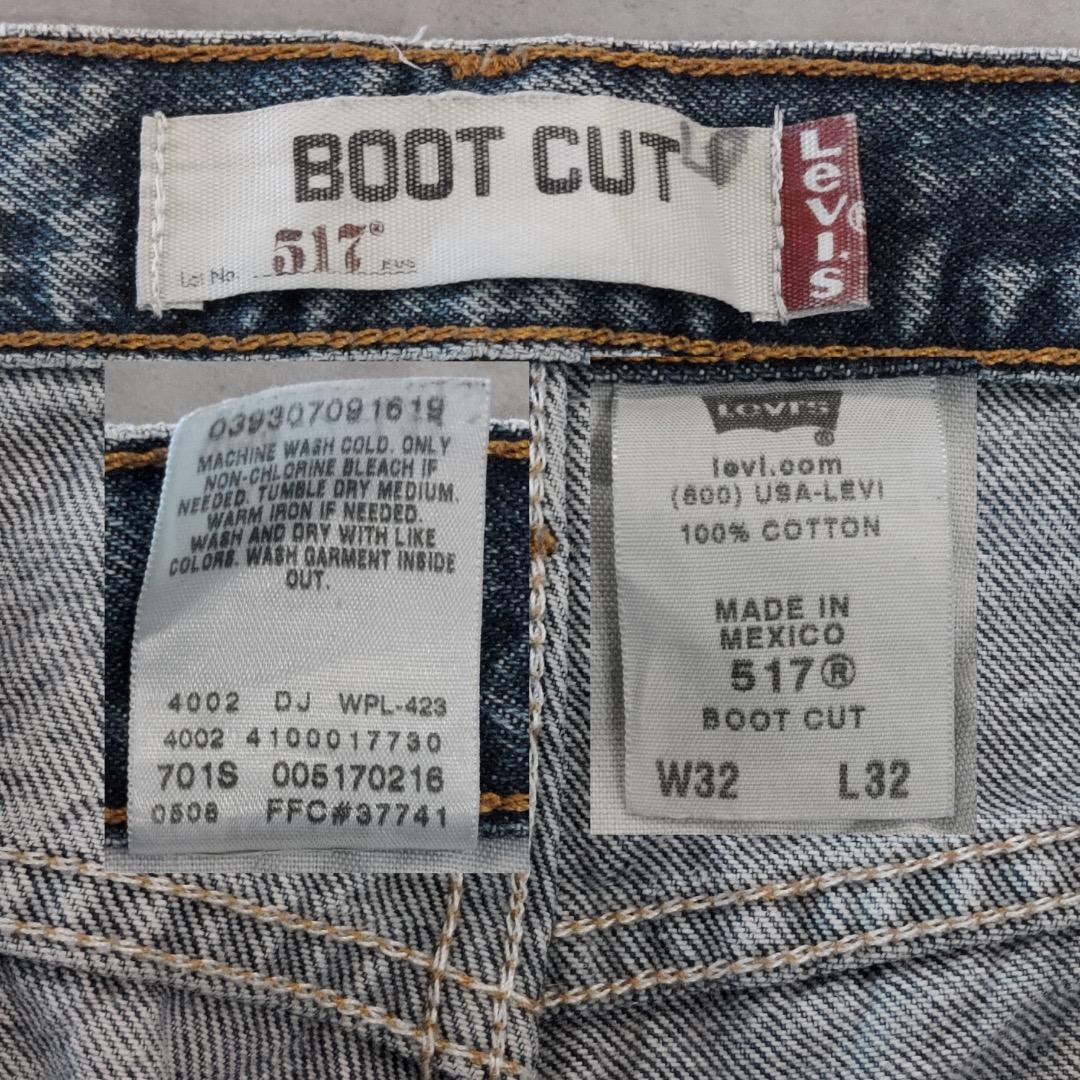 BOOT CUT
Levi's®
Lot No. 517®
039307091619
MACHINE WASH COLD. ONLY
NON-CHLORINE BLEACH IF
NEEDED. TUMBLE DRY MEDIUM.
WARM IRON IF NEEDED.
WASH AND DRY WITH LIKE
COLORS. WASH GARMENT INSIDE
OUT.
4002 DJ WPL-423
4002 4100017730
701S 005170216
0508 FFC#37741
LEVI'S®
levi.com
(800) USA-LEVI
100% COTTON
MADE IN
MEXICO
517®
BOOT CUT
W32 L32